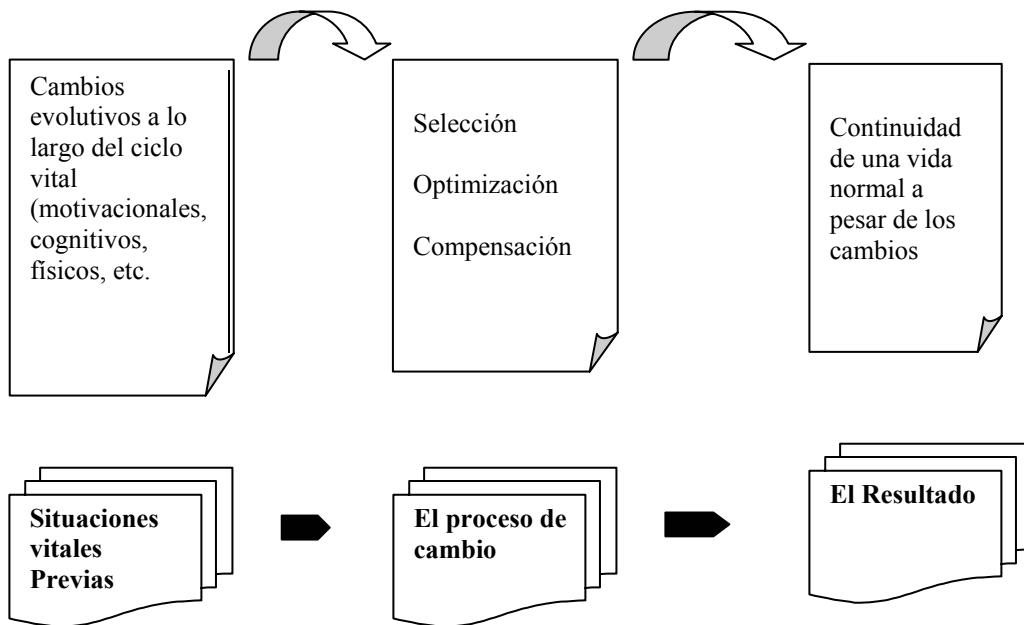 Cambios
evolutivos a lo
largo del ciclo
vital
(motivacionales,
cognitivos,
físicos, etc.
Selección
Optimización
Compensación
Continuidad
de una vida
normal a
pesar de los
cambios
Situaciones
vitales
Previas
El proceso de
cambio
El Resultado